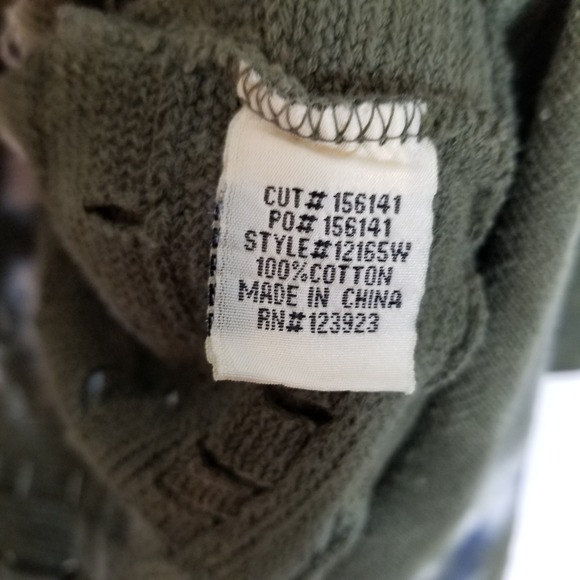 CUT# 156141
PO# 156141
STYLE#12165W
100%COTTON
MADE IN CHINA
RN#123923